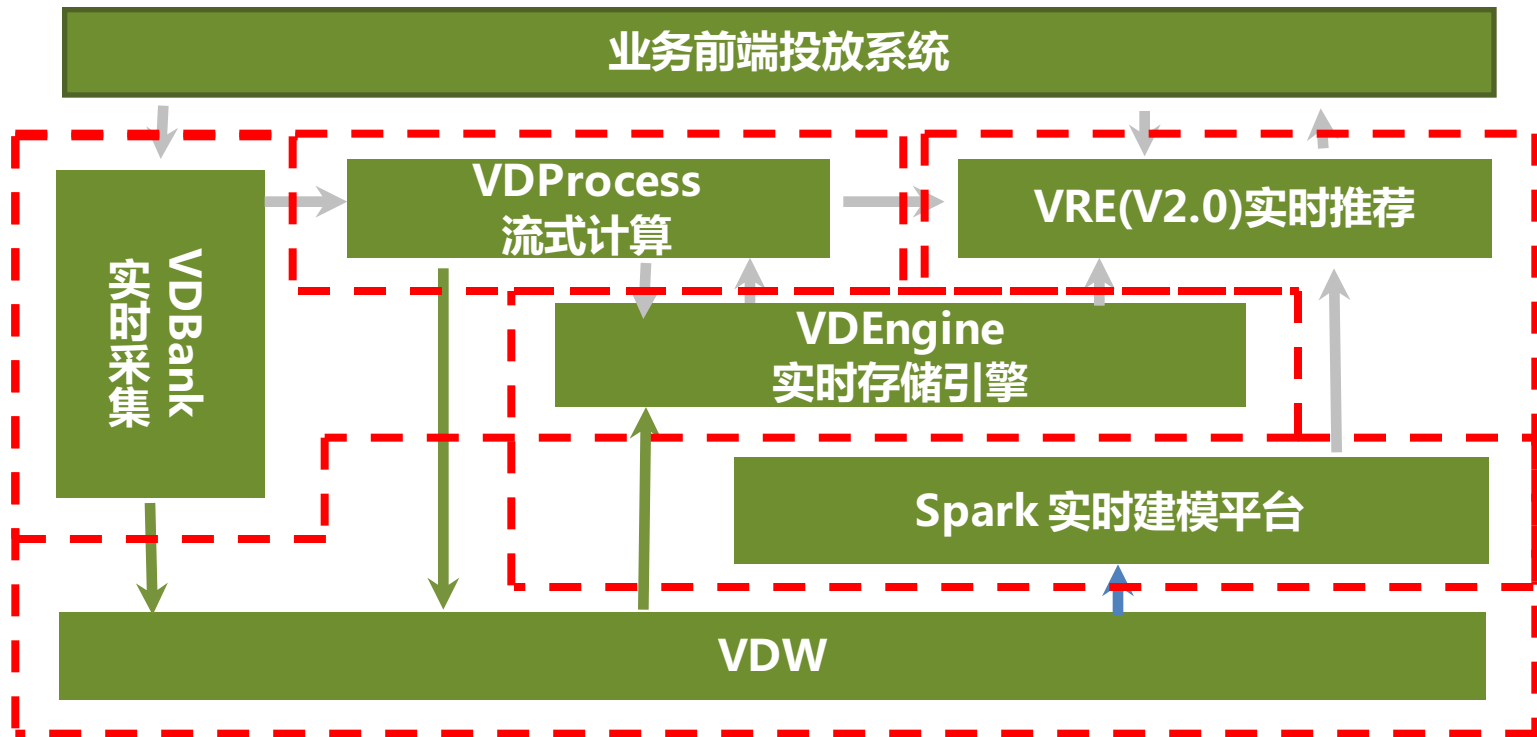 业务前端投放系统
VDBank
实时采集
VDProcess
流式计算
VRE(V2.0)实时推荐
VDEngine
实时存储引擎
Spark 实时建模平台
VDW